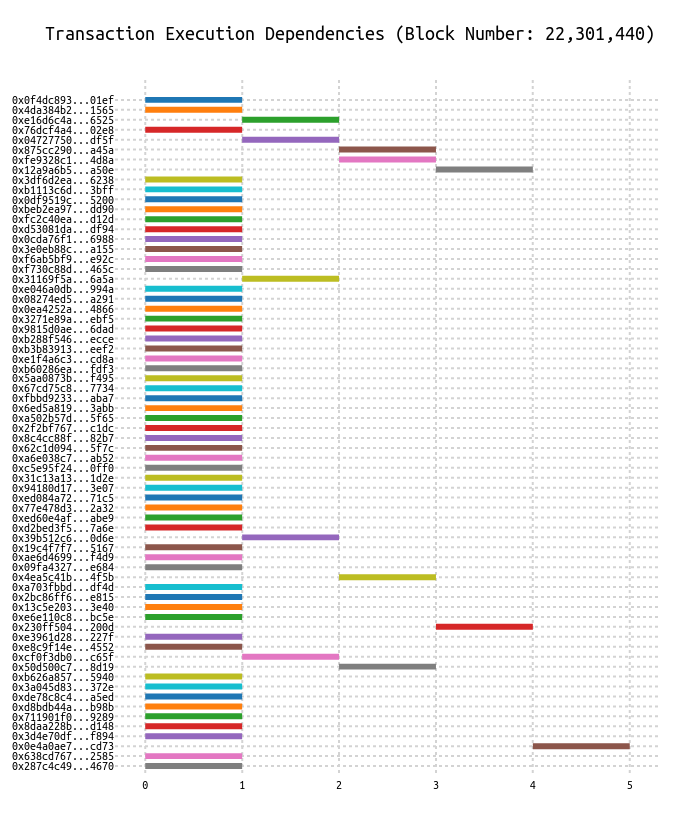 Transaction Execution Dependencies (Block Number: 22,301,440)
0x0f4dc893...01ef
0x4da384b2...1565
0xe16d6c4a...6525
0x76dcf4a4...02e8
0x04727750...df5f
0x875cc290...a45a
0xfe9328c1...4d8a
0x12a9a6b5...a50e
0x3df6d2ea...6238
0xb1113c6d...3bff
0x0df9519c...5200
0xbeb2ea97...dd90
0xfc2c40ea...d12d
0xd53081da...df94
0x0cda76f1...6988
0x3e0eb88c...a155
0xf6ab5bf9...e92c
0xf730c88d...465c
0x31169f5a...6a5a
0xe046a0db...994a
0x08274ed5...a291
0x0ea4252a...4866
0x3271e89a...ebf5
0x9815d0ae...6dad
0xb288f546...ecce
0xb3b83913...eef2
0xe1f4a6c3...cd8a
0xb60286ea...fdf3
0x5aa0873b...f495
0x67cd75c8...7734
0xfbbd9233...aba7
0x6ed5a819...3abb
0xa502b57d...5f65
0x2f2bf767...c1dc
0x8c4cc88f...82b7
0x62c1d094...5f7c
0xa6e038c7...ab52
0xc5e95f24...0ff0
0x31c13a13...1d2e
0x94180d17...3e07
0xed084a72...71c5
0x77e478d3...2a32
0xed60e4af...abe9
0xd2bed3f5...7a6e
0x39b512c6...0d6e
0x19c4f7f7...5167
0xae6d4699...f4d9
0x09fa4327...e684
0x4ea5c41b...4f5b
0xa703fbbd...df4d
0x2bc86ff6...e815
0x13c5e203...3e40
0xe6e110c8...bc5e
0x230ff504...200d
0xe3961d28...227f
0xe8c9f14e...4552
0xcf0f3db0...c65f
0x50d500c7...8d19
0xb626a857...5940
0x3a045d83...372e
0xde78c8c4...a5ed
0xd8bdb44a...b98b
0x711901f0...9289
0x8daa228b...d148
0x3d4e70df...f894
0x0e4a0ae7...cd73
0x638cd767...2585
0x287c4c49...4670
0 1 2 3 4 5